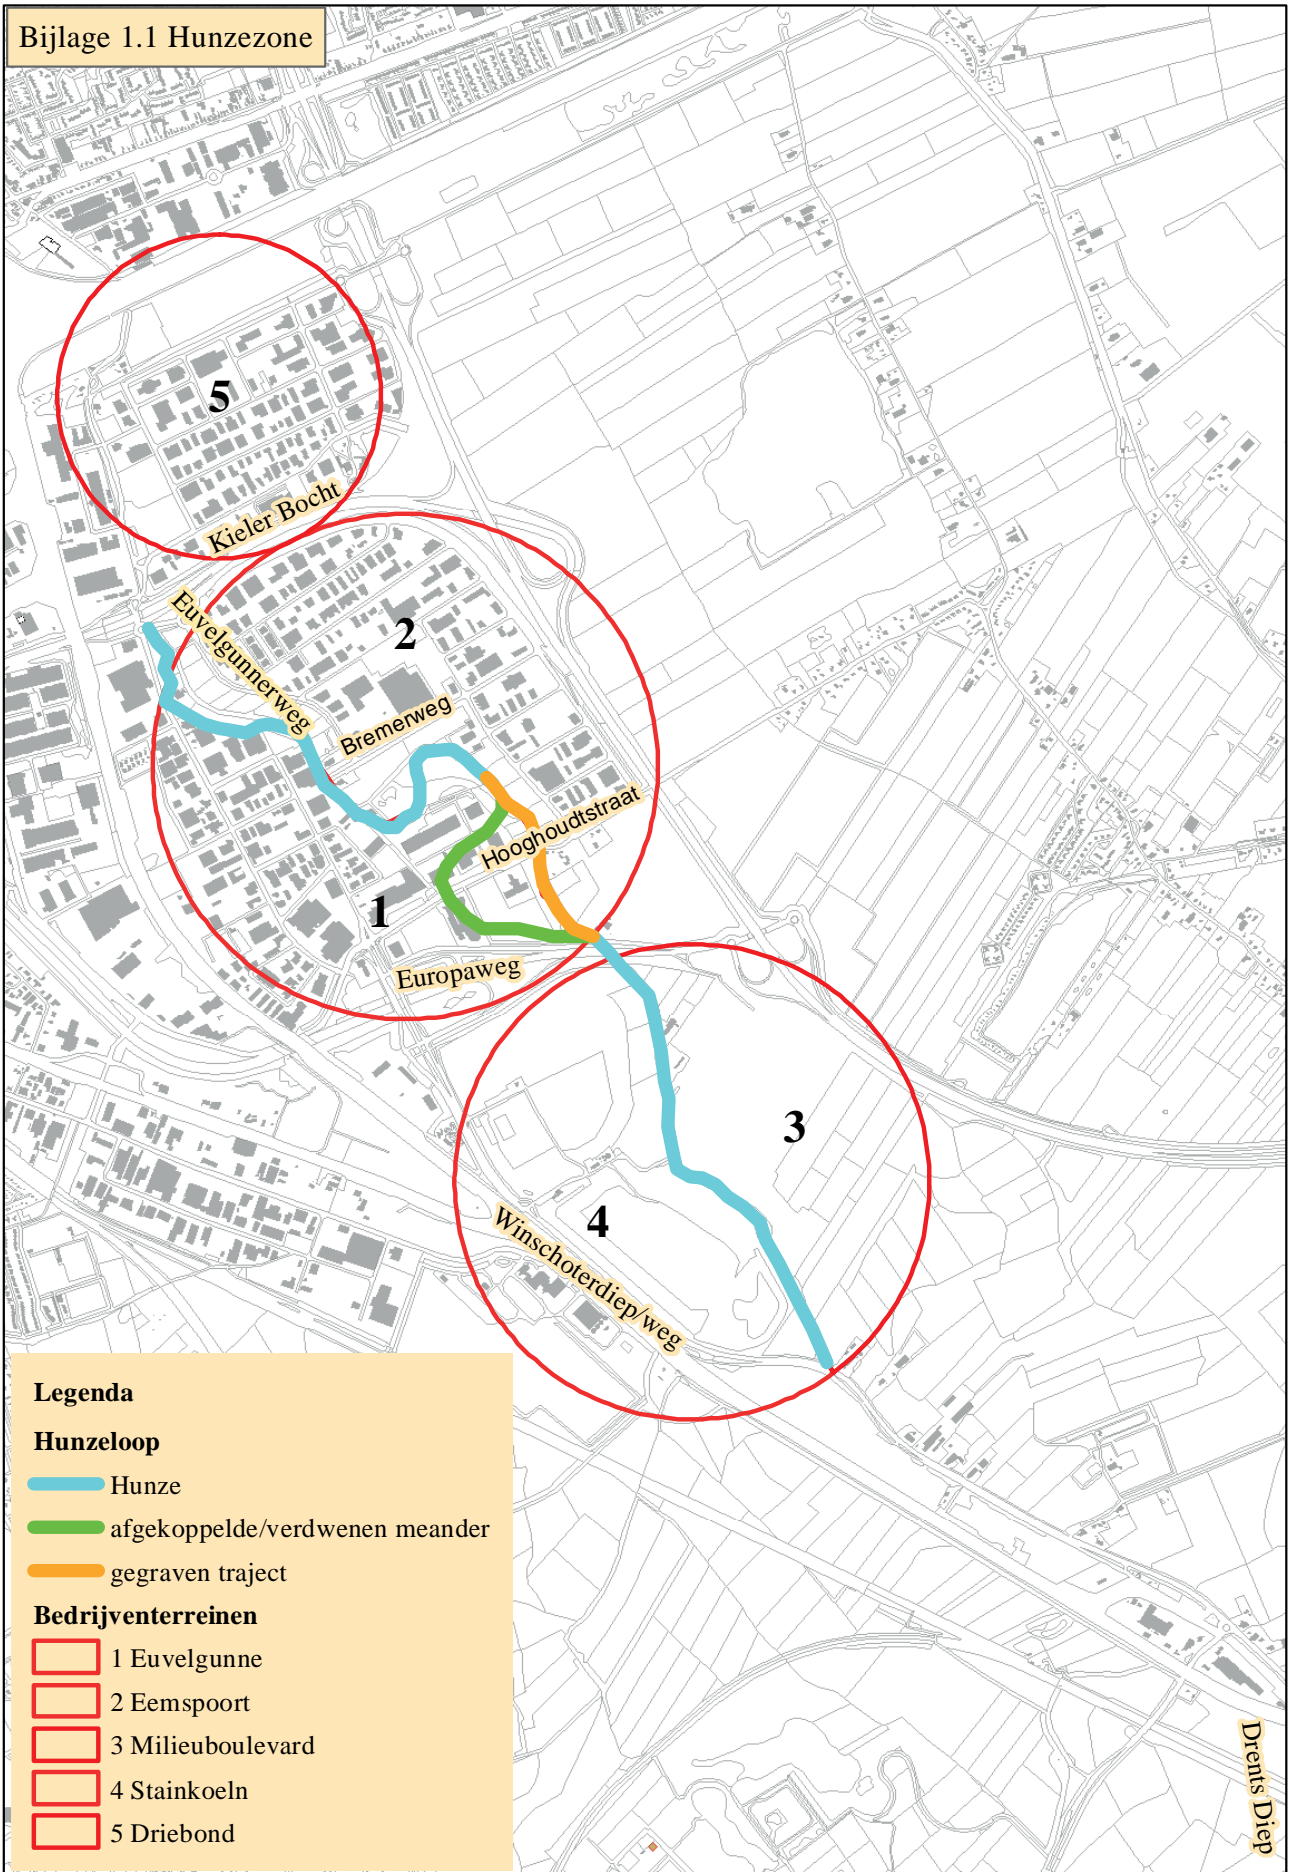 Bijlage 1.1 Hunzezone
5
Kieler Bocht
Euvelgunnerweg
2
Bremerweg
Hooghoudtstraat
1
Europaweg
3
4
Winschoterdiep/weg
Legenda
Hunzeloop
Hunze
afgekoppelde/verdwenen meander
gegraven traject
Bedrijventerreinen
1 Euvelgunne
2 Eemspoort
3 Milieuboulevard
4 Stainkoeln
5 Driebond
Drents Diep